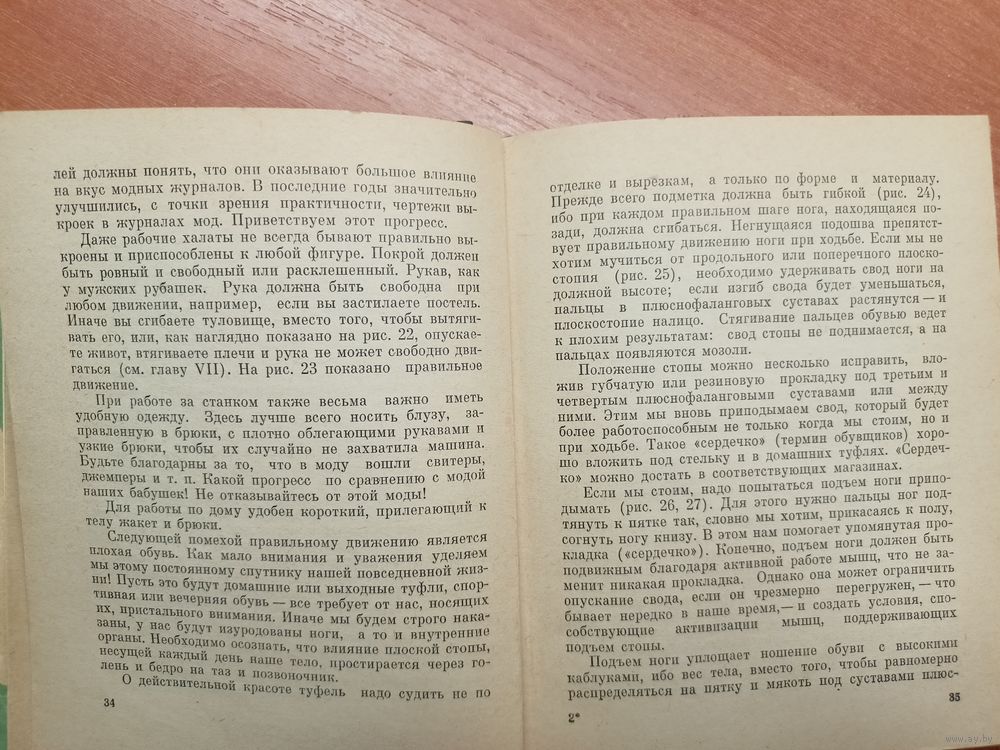 лей должны понять, что они оказывают большое влияние
на вкус модных журналов. В последние годы значительно
улучшились, с точки зрения практичности, чертежи вы-
кроек в журналах мод. Приветствуем этот прогресс.
Даже рабочие халаты не всегда бывают правильно вы-
кроены и приспособлены к любой фигуре. Покрой должен
быть ровный и свободный или расклешенный. Рукав, как
у мужских рубашек. Рука должна быть свободна при
любом движении, например, если вы застилаете постель.
Иначе вы сгибаете туловище, вместо того, чтобы вытяги-
вать его, или, как наглядно показано на рис. 22, опускае-
те живот, втягиваете плечи и рука не может свободно дви-
гаться (см. главу VII). На рис. 23 показано правильное
движение.
При работе за станком также весьма важно иметь
удобную одежду. Здесь лучше всего носить блузу, за-
правленную в брюки, с плотно облегающими рукавами и
узкие брюки, чтобы их случайно не захватила машина.
Будьте благодарны за то, что в моду вошли свитеры,
джемперы и т. п. Какой прогресс по сравнению с модой
наших бабушек! Не отказывайтесь от этой моды!
Для работы по дому удобен короткий, прилегающий к
телу жакет и брюки.
Следующей помехой правильному движению является
плохая обувь. Как мало внимания и уважения уделяем
мы этому постоянному спутнику нашей повседневной жиз-
ни! Пусть это будут домашние или выходные туфли, спор-
тивная или вечерняя обувь — все требует от нас, носящих
их, пристального внимания. Иначе мы будем строго нака-
заны, у нас будут изуродованы ноги, а то и внутренние
органы. Необходимо осознать, что влияние плоской стопы,
несущей каждый день наше тело, простирается через го-
лень и бедро на таз и позвоночник.
О действительной красоте туфель надо судить не по
34
отделке и вырезкам, а только по форме и материалу.
Прежде всего подметка должна быть гибкой (рис. 24),
ибо при каждом правильном шаге нога, находящаяся по-
зади, должна сгибаться. Негнущаяся подошва препятст-
вует правильному движению ноги при ходьбе. Если мы не
хотим мучиться от продольного или поперечного плоско-
стопия (рис. 25), необходимо удерживать свод ноги на
должной высоте; если изгиб свода будет уменьшаться,
пальцы в плюснофаланговых суставах растянутся — и
плоскостопие налицо. Стягивание пальцев обувью ведет
к плохим результатам: свод стопы не поднимается, а на
пальцах появляются мозоли.
Положение стопы можно несколько исправить, вло-
жив губчатую или резиновую прокладку под третьим и
четвертым плюснофаланговыми суставами или между
ними. Этим мы вновь приподымаем свод, который будет
более работоспособным не только когда мы стоим, но и
при ходьбе. Такое «сердечко» (термин обувщиков) хоро-
шо вложить под стельку и в домашних туфлях. «Сердеч-
ко» можно достать в соответствующих магазинах.
Если мы стоим, надо попытаться подъем ноги припо-
дымать (рис. 26, 27). Для этого нужно пальцы ног под-
тянуть к пятке так, словно мы хотим, прикасаясь к полу,
согнуть ногу книзу. В этом нам помогает упомянутая про-
кладка («сердечко»). Конечно, подъем ноги должен быть
подвижным благодаря активной работе мышц, что не за-
менит никакая прокладка. Однако она может ограничить
опускание свода, если он чрезмерно перегружен, — что
бывает нередко в наше время, — и создать условия, спо-
собствующие активизации мышц, поддерживающих
подъем стопы.
Подъем ноги уплощает ношение обуви с высокими
каблуками, ибо вес тела, вместо того, чтобы равномерно
распределяться на пятку и мякоть под суставами плюс-
2*
35
www.ay.by